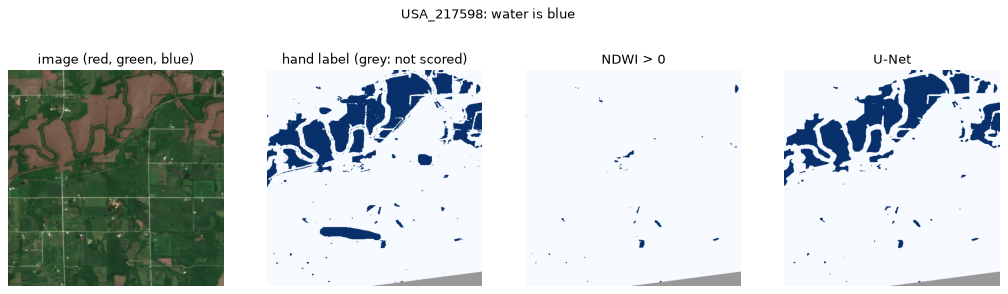 USA_217598: water is blue
image (red, green, blue)
hand label (grey: not scored)
NDWI > 0
U-Net